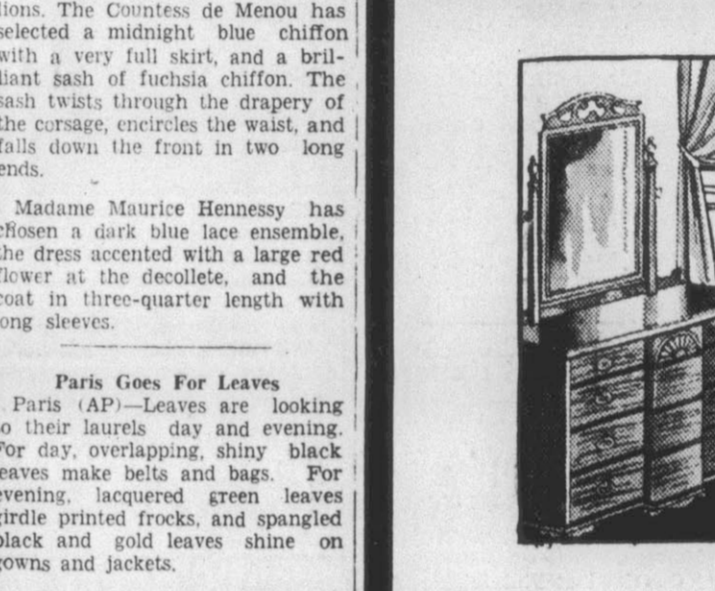 lions. The Countess de Menou has
selected a midnight blue chiffon
with a very full skirt, and a bril-
liant sash of fuchsia chiffon. The
sash twists through the drapery of
the corsage, encircles the waist, and
falls down the front in two long
ends.
Madame Maurice Hennessy has
chosen a dark blue lace ensemble,
the dress accented with a large red
flower at the decollete, and the
coat in three-quarter length with
long sleeves.
Paris Goes For Leaves
Paris (AP)—Leaves are looking
to their laurels day and evening.
For day, overlapping, shiny black
leaves make belts and bags. For
evening, lacquered green leaves
girdle printed frocks, and spangled
black and gold leaves shine on
gowns and jackets.